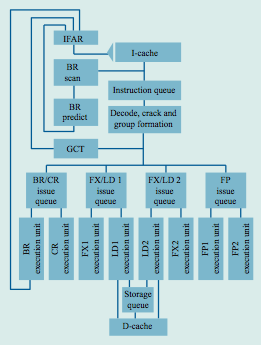 IFAR
I-cache
BR
scan
Instruction queue
BR
predict
Decode, crack and
group formation
GCT
BR/CR
issue
queue
FX/LD 1
issue
queue
FX/LD 2
issue
queue
FP
issue
queue
BR
execution unit
CR
execution unit
FX1
execution unit
LD1
execution unit
LD2
execution unit
FX2
execution unit
FP1
execution unit
FP2
execution unit
Storage
queue
D-cache